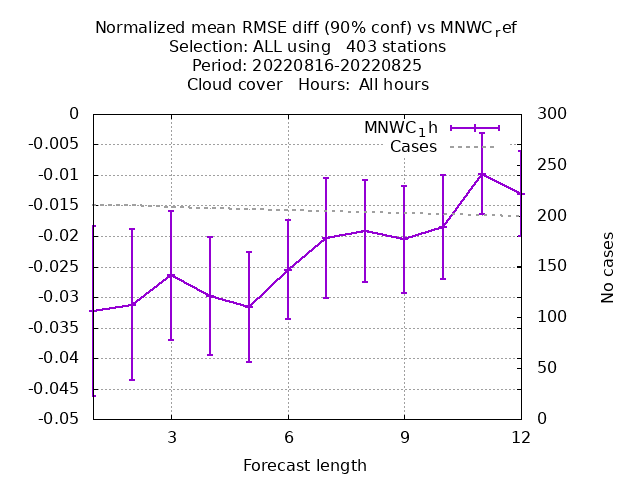 Normalized mean RMSE diff (90% conf) vs MNWC_ref
Selection: ALL using   403 stations
Period: 20220816-20220825
Cloud cover   Hours:  All hours
0
-0.005
-0.01
-0.015
-0.02
-0.025
-0.03
-0.035
-0.04
-0.045
-0.05
MNWC_1h
Cases
300
250
200
150
100
50
0
No cases
3
6
9
12
Forecast length